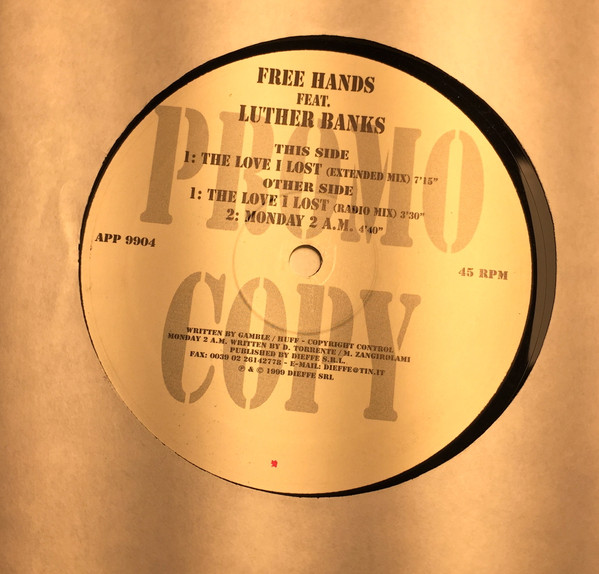 FREE HANDS
FEAT.
LUTHER BANKS
THIS SIDE
1: THE LOVE I LOST (EXTENDED MIX) 7'15"
OTHER SIDE
1: THE LOVE I LOST (RADIO MIX) 3'30"
2: MONDAY 2 A.M. 4'40"
PROMO
APP 9904
45 RPM
COPY
WRITTEN BY GAMBLE / HUFF - COPYRIGHT CONTROL
MONDAY 2 A.M. WRITTEN BY D. TORRENTE / M. ZANGIROLAMI
PUBLISHED BY DIEFFE S.R.L.
FAX: 0039 02 26142778 - E-MAIL: DIEFFE@TIN.IT
℗ & © 1999 DIEFFE SRL